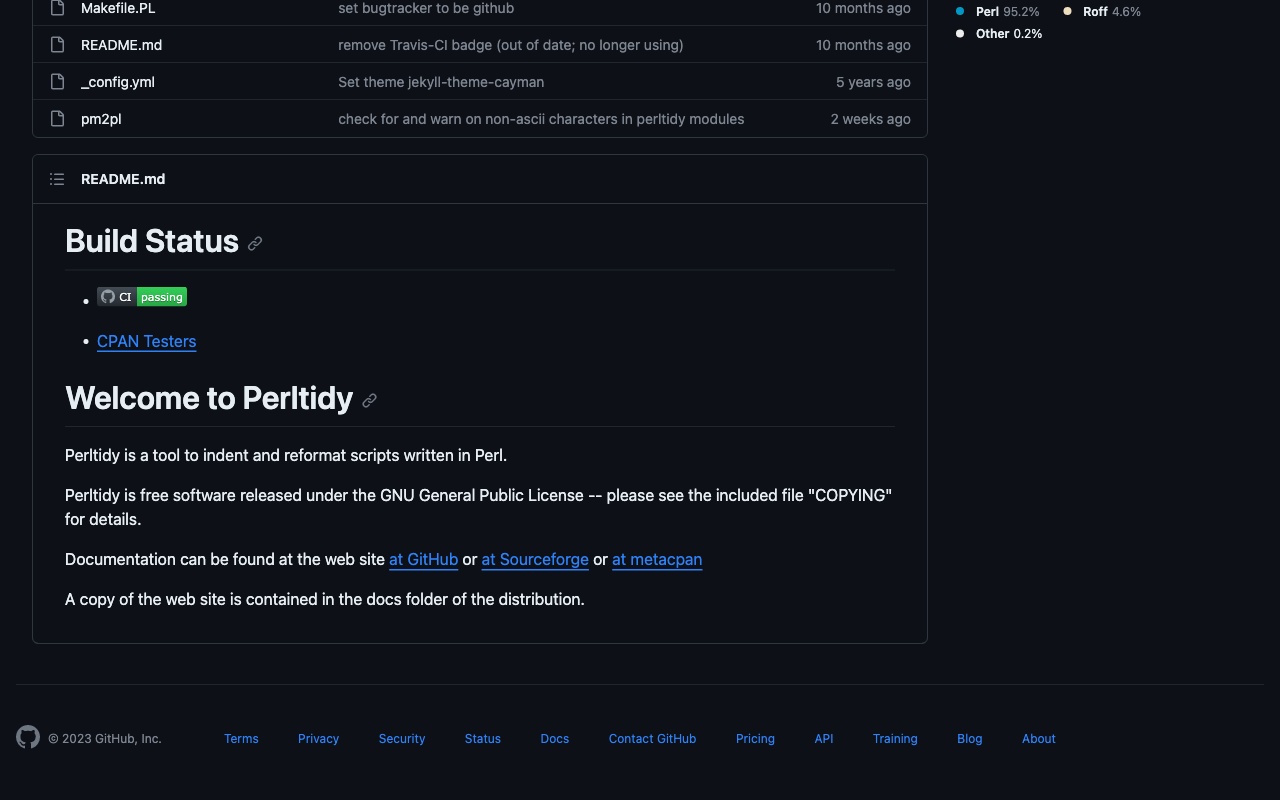 Makefile.PL set bugtracker to be github 10 months ago
README.md remove Travis-CI badge (out of date; no longer using) 10 months ago
_config.yml Set theme jekyll-theme-cayman 5 years ago
pm2pl check for and warn on non-ascii characters in perltidy modules 2 weeks ago
Perl 95.2% Roff 4.6%
Other 0.2%
README.md
Build Status
CI passing
CPAN Testers
Welcome to Perltidy
Perltidy is a tool to indent and reformat scripts written in Perl.
Perltidy is free software released under the GNU General Public License -- please see the included file "COPYING"
for details.
Documentation can be found at the web site at GitHub or at Sourceforge or at metacpan
A copy of the web site is contained in the docs folder of the distribution.
© 2023 GitHub, Inc. Terms Privacy Security Status Docs Contact GitHub Pricing API Training Blog About